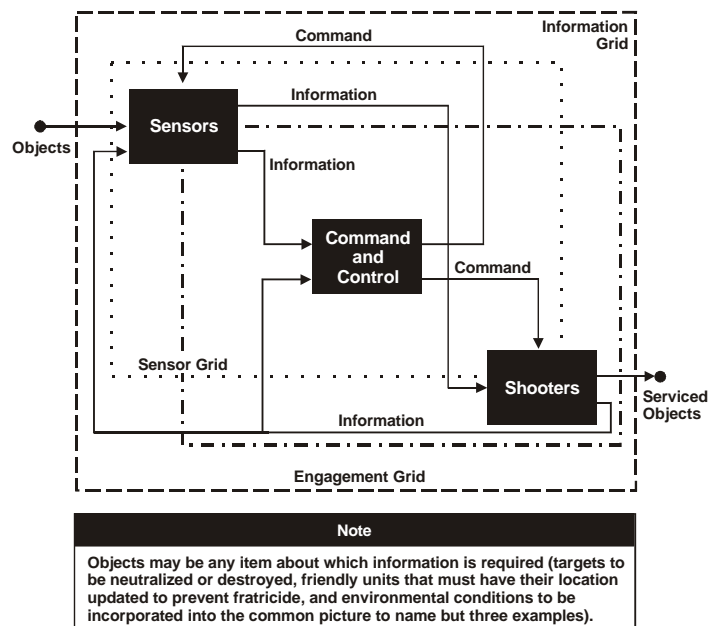 Command
Information
Grid
Information
Sensors
Objects
Information
Command
and
Control
Command
Sensor Grid
Shooters
Serviced
Objects
Information
Engagement Grid
Note
Objects may be any item about which information is required (targets to
be neutralized or destroyed, friendly units that must have their location
updated to prevent fratricide, and environmental conditions to be
incorporated into the common picture to name but three examples).